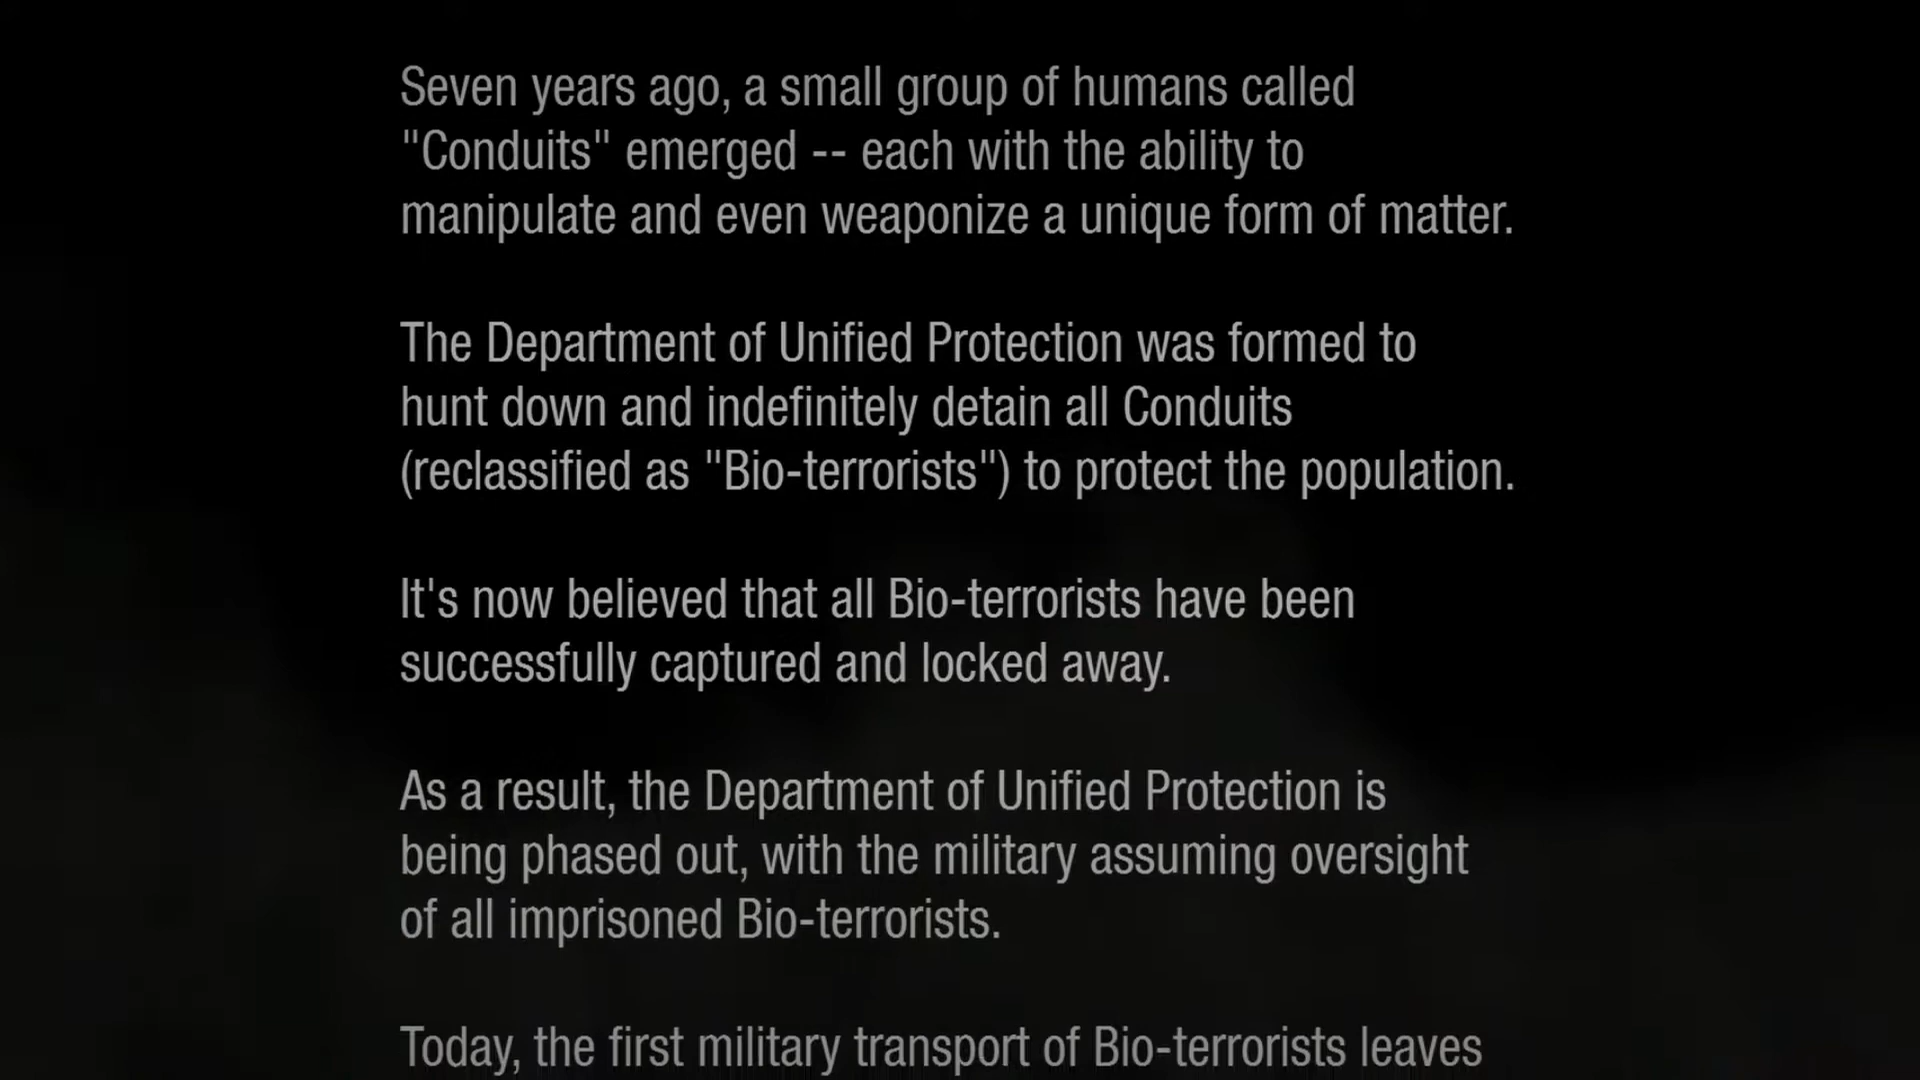 Seven years ago, a small group of humans called
"Conduits" emerged -- each with the ability to
manipulate and even weaponize a unique form of matter.
The Department of Unified Protection was formed to
hunt down and indefinitely detain all Conduits
(reclassified as "Bio-terrorists") to protect the population.
It's now believed that all Bio-terrorists have been
successfully captured and locked away.
As a result, the Department of Unified Protection is
being phased out, with the military assuming oversight
of all imprisoned Bio-terrorists.
Today, the first military transport of Bio-terrorists leaves